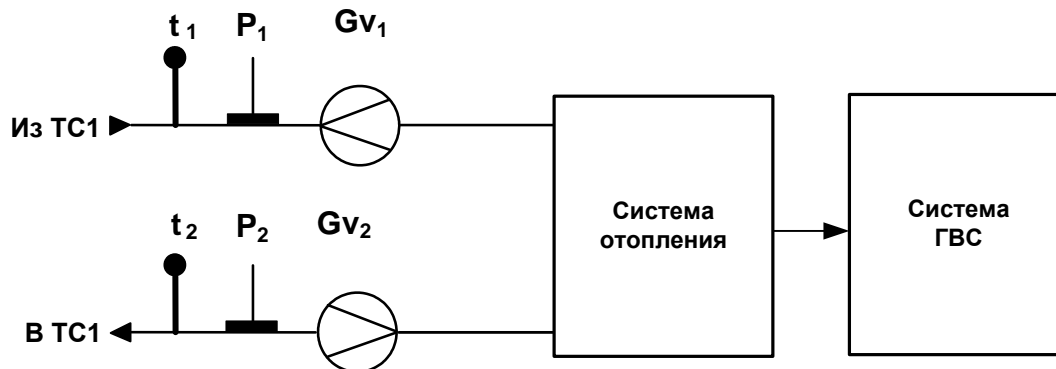 t 1 P1 Gv1
Из ТС1
t 2 P2 Gv2
В ТС1
Система
отопления
Система
ГВС